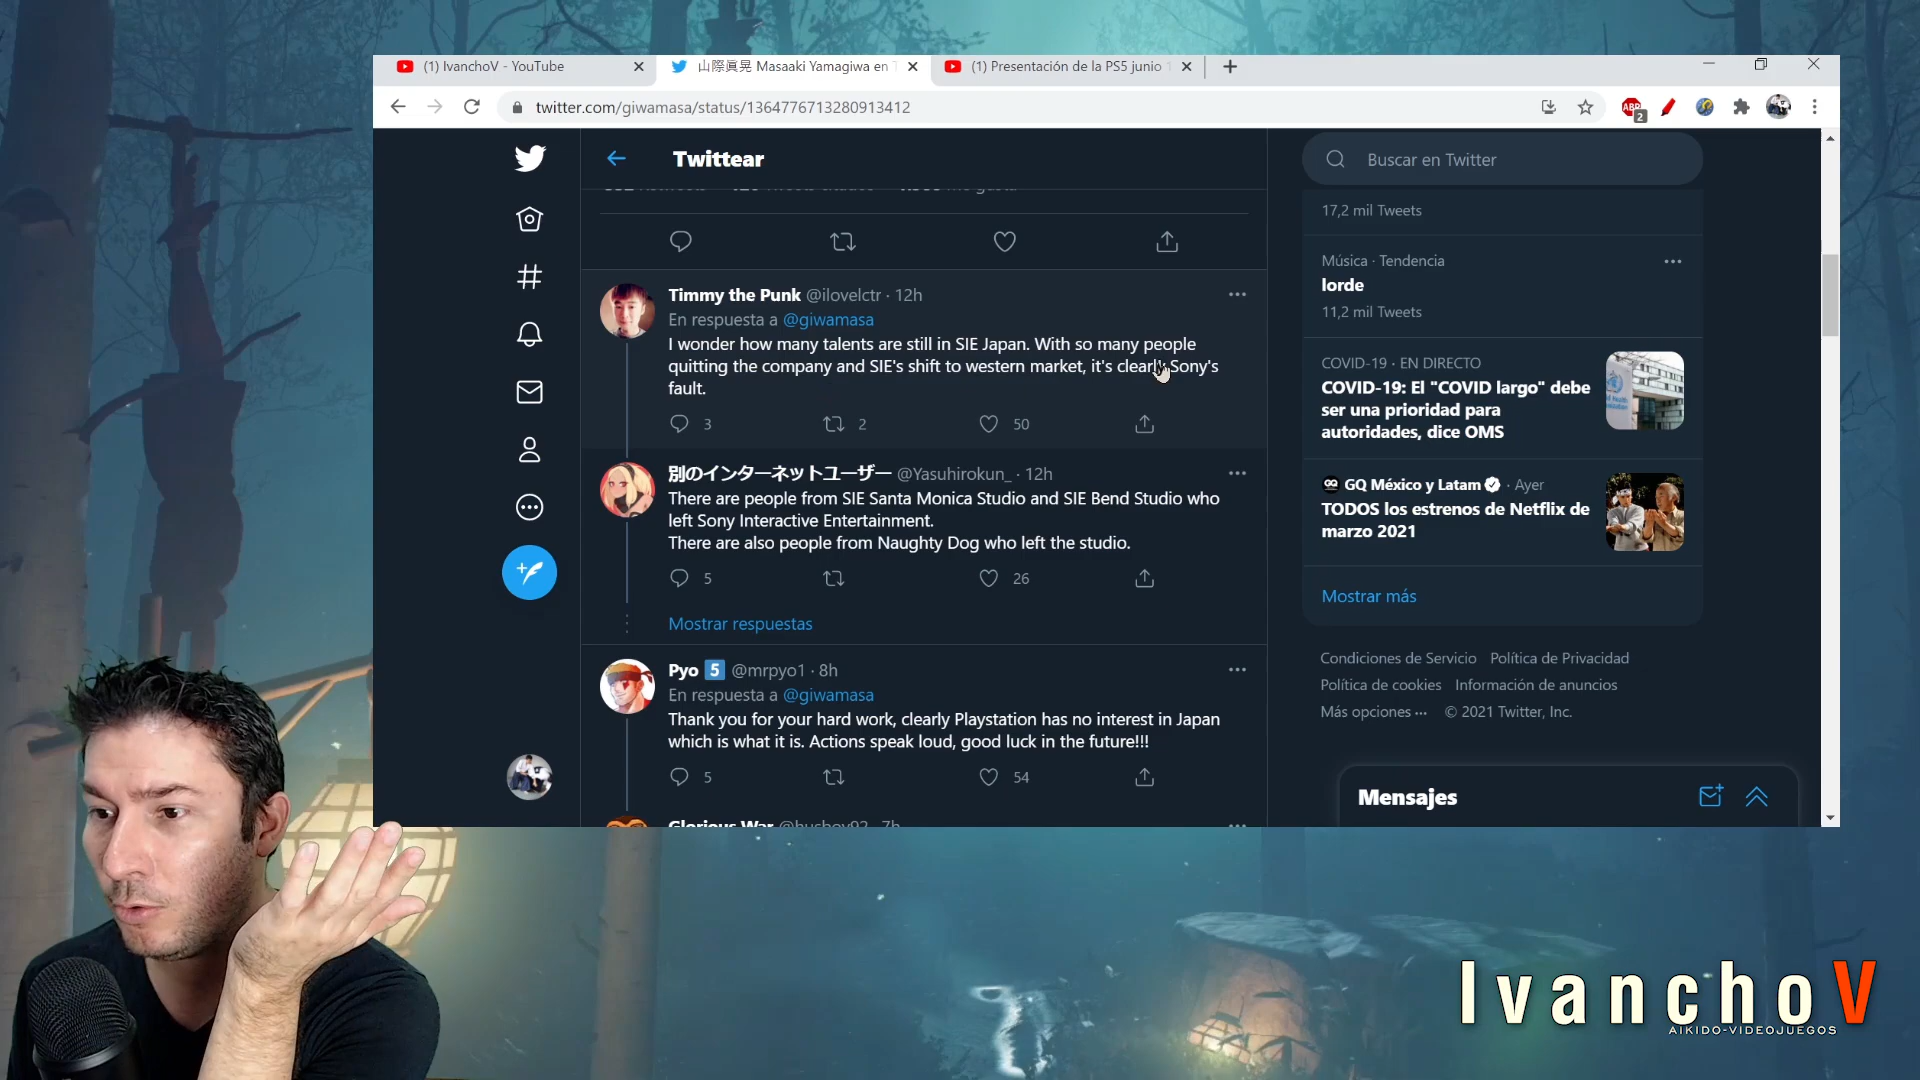 (1) IvanchoV - YouTube
山際眞晃 Masaaki Yamagiwa en T
(1) Presentación de la PS5 junio 1
twitter.com/giwamasa/status/1364776713280913412
ABP
2
Twittear
Buscar en Twitter
17,2 mil Tweets
Música · Tendencia
lorde
11,2 mil Tweets
COVID-19 · EN DIRECTO
COVID-19: El "COVID largo" debe
ser una prioridad para
autoridades, dice OMS
GQ México y Latam · Ayer
TODOS los estrenos de Netflix de
marzo 2021
Mostrar más
Condiciones de Servicio Política de Privacidad
Política de cookies Información de anuncios
Más opciones ··· © 2021 Twitter, Inc.
Mensajes
Timmy the Punk @ilovelctr · 12h
En respuesta a @giwamasa
I wonder how many talents are still in SIE Japan. With so many people
quitting the company and SIE's shift to western market, it's clearly Sony's
fault.
3 2 50
別のインターネットユーザー @Yasuhirokun_ · 12h
There are people from SIE Santa Monica Studio and SIE Bend Studio who
left Sony Interactive Entertainment.
There are also people from Naughty Dog who left the studio.
5 26
Mostrar respuestas
Pyo 5 @mrpyo1 · 8h
En respuesta a @giwamasa
Thank you for your hard work, clearly Playstation has no interest in Japan
which is what it is. Actions speak loud, good luck in the future!!!
5 54
Glorious War @hushov92 · 7h
IvanchoV
AIKIDO-VIDEOJUEGOS